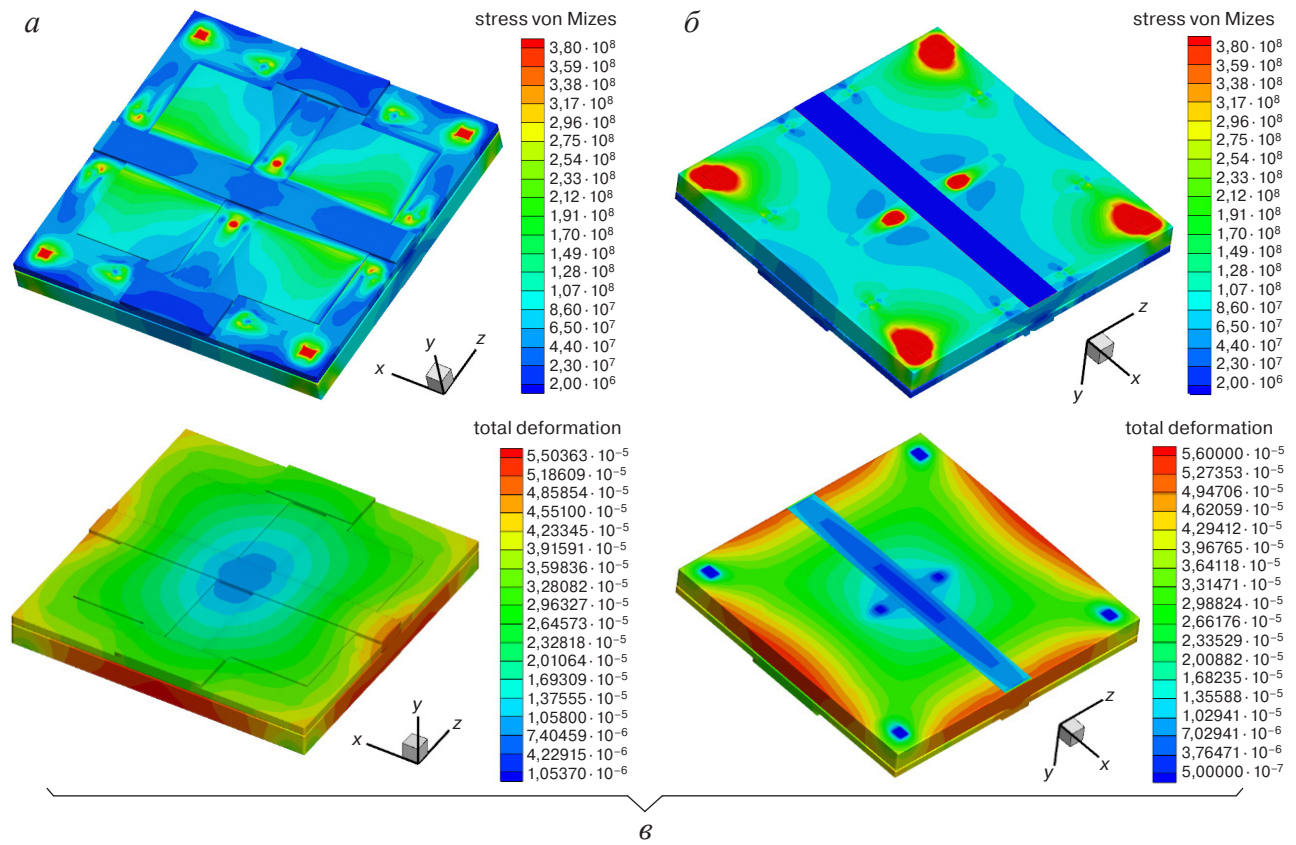 а
stress von Mizes
3,80 · 10⁸
3,59 · 10⁸
3,38 · 10⁸
3,17 · 10⁸
2,96 · 10⁸
2,75 · 10⁸
2,54 · 10⁸
2,33 · 10⁸
2,12 · 10⁸
1,91 · 10⁸
1,70 · 10⁸
1,49 · 10⁸
1,28 · 10⁸
1,07 · 10⁸
8,60 · 10⁷
6,50 · 10⁷
4,40 · 10⁷
2,30 · 10⁷
2,00 · 10⁶
x
y
z
б
stress von Mizes
3,80 · 10⁸
3,59 · 10⁸
3,38 · 10⁸
3,17 · 10⁸
2,96 · 10⁸
2,75 · 10⁸
2,54 · 10⁸
2,33 · 10⁸
2,12 · 10⁸
1,91 · 10⁸
1,70 · 10⁸
1,49 · 10⁸
1,28 · 10⁸
1,07 · 10⁸
8,60 · 10⁷
6,50 · 10⁷
4,40 · 10⁷
2,30 · 10⁷
2,00 · 10⁶
z
x
y
total deformation
5,50363 · 10⁻⁵
5,18609 · 10⁻⁵
4,85854 · 10⁻⁵
4,55100 · 10⁻⁵
4,23345 · 10⁻⁵
3,91591 · 10⁻⁵
3,59836 · 10⁻⁵
3,28082 · 10⁻⁵
2,96327 · 10⁻⁵
2,64573 · 10⁻⁵
2,32818 · 10⁻⁵
2,01064 · 10⁻⁵
1,69309 · 10⁻⁵
1,37555 · 10⁻⁵
1,05800 · 10⁻⁵
7,40459 · 10⁻⁶
4,22915 · 10⁻⁶
1,05370 · 10⁻⁶
y
z
x
total deformation
5,60000 · 10⁻⁵
5,27353 · 10⁻⁵
4,94706 · 10⁻⁵
4,62059 · 10⁻⁵
4,29412 · 10⁻⁵
3,96765 · 10⁻⁵
3,64118 · 10⁻⁵
3,31471 · 10⁻⁵
2,98824 · 10⁻⁵
2,66176 · 10⁻⁵
2,33529 · 10⁻⁵
2,00882 · 10⁻⁵
1,68235 · 10⁻⁵
1,35588 · 10⁻⁵
1,02941 · 10⁻⁵
7,02941 · 10⁻⁶
3,76471 · 10⁻⁶
5,00000 · 10⁻⁷
z
x
y
в